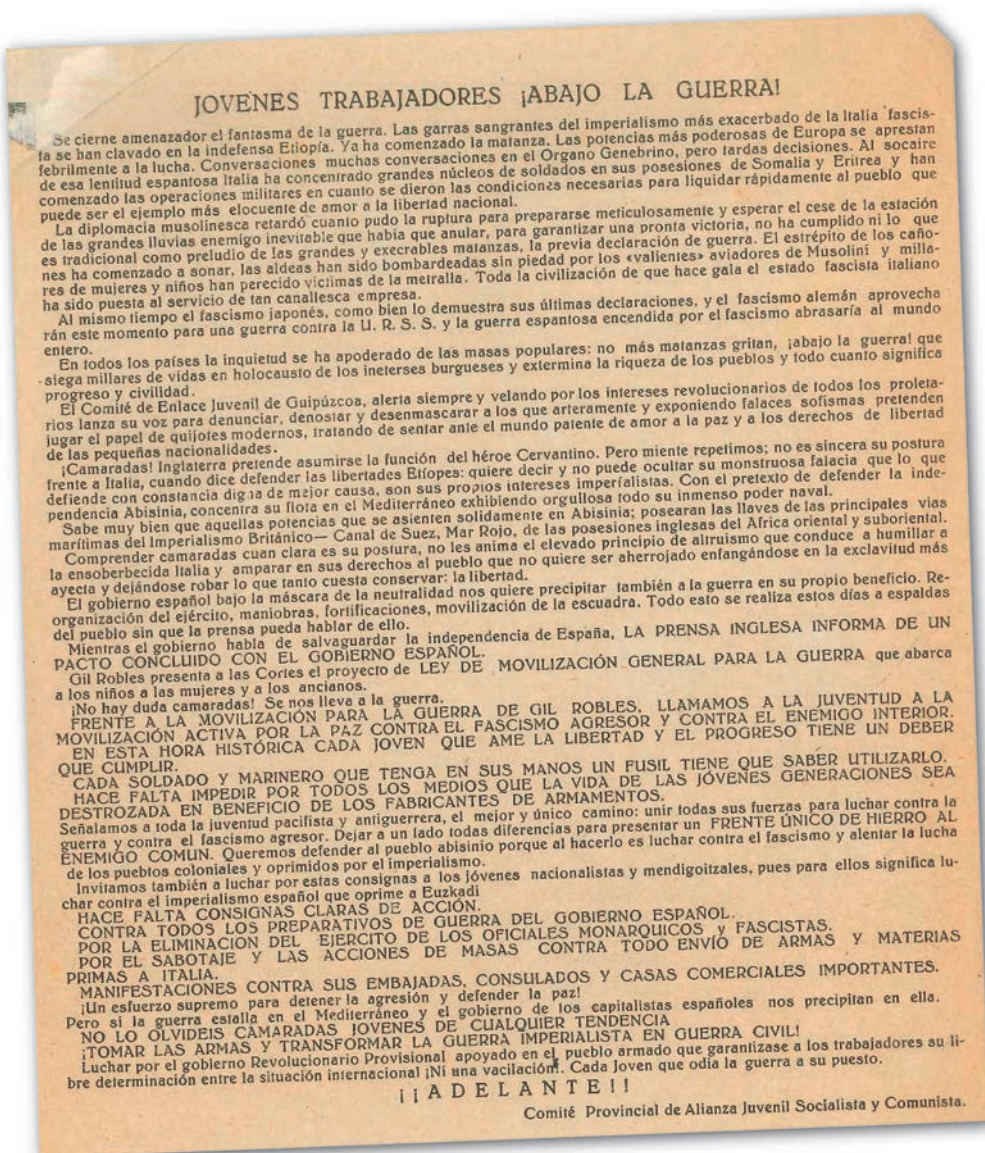 JOVENES TRABAJADORES ¡ABAJO LA GUERRA!
Se cierne amenazador el fantasma de la guerra. Las garras sangrantes del imperialismo más exacerbado de la Italia fascis-
ta se han clavado en la indefensa Etiopía. Ya ha comenzado la matanza. Las potencias más poderosas de Europa se aprestan
febrilmente a la lucha. Conversaciones muchas conversaciones en el Organo Genebrino, pero tardas decisiones. Al socaire
de esa lentitud espantosa Italia ha concentrado grandes núcleos de soldados en sus posesiones de Somalia y Eritrea y han
comenzado las operaciones militares en cuanto se dieron las condiciones necesarias para liquidar rápidamente al pueblo que
puede ser el ejemplo más elocuente de amor a la libertad nacional.
La diplomacia musolinesca retardó cuanto pudo la ruptura para prepararse meticulosamente y esperar el cese de la estación
de las grandes lluvias enemigo inevitable que habia que anular, para garantizar una pronta victoria, no ha cumplido ni lo que
es tradicional como preludio de las grandes y execrables matanzas, la previa declaración de guerra. El estrépito de los caño-
nes ha comenzado a sonar, las aldeas han sido bombardeadas sin piedad por los «valientes» aviadores de Musolini y milla-
res de mujeres y niños han perecido victimas de la metralla. Toda la civilización de que hace gala el estado fascista italiano
ha sido puesta al servicio de tan canallesca empresa.
Al mismo tiempo el fascismo japonés, como bien lo demuestra sus últimas declaraciones, y el fascismo alemán aprovecha
rán este momento para una guerra contra la U. R. S. S. y la guerra espantosa encendida por el fascismo abrasaría al mundo
entero.
En todos los países la inquietud se ha apoderado de las masas populares: no más matanzas gritan, ¡abajo la guerra! que
siega millares de vidas en holocausto de los ineterses burgueses y extermina la riqueza de los pueblos y todo cuanto significa
progreso y civilidad.
El Comité de Enlace Juvenil de Guipúzcoa, alerta siempre y velando por los intereses revolucionarios de todos los proleta-
rios lanza su voz para denunciar, denostar y desenmascarar a los que arteramente y exponiendo falaces sofismas pretenden
jugar el papel de quijotes modernos, tratando de sentar ante el mundo patente de amor a la paz y a los derechos de libertad
de las pequeñas nacionalidades.
¡Camaradas! Inglaterra pretende asumirse la función del héroe Cervantino. Pero miente repetimos; no es sincera su postura
frente a Italia, cuando dice defender las libertades Etíopes: quiere decir y no puede ocultar su monstruosa falacia que lo que
defiende con constancia digna de mejor causa, son sus propios intereses imperialistas. Con el pretexto de defender la inde-
pendencia Abisinia, concentra su flota en el Mediterráneo exhibiendo orgullosa todo su inmenso poder naval.
Sabe muy bien que aquellas potencias que se asienten solidamente en Abisinia; posearan las llaves de las principales vias
marítimas del Imperialismo Británico— Canal de Suez, Mar Rojo, de las posesiones inglesas del Africa oriental y suboriental.
Comprender camaradas cuan clara es su postura, no les anima el elevado principio de altruismo que conduce a humillar a
la ensoberbecida Italia y amparar en sus derechos al pueblo que no quiere ser aherrojado enfangándose en la exclavitud más
ayecta y dejándose robar lo que tanto cuesta conservar: la libertad.
El gobierno español bajo la máscara de la neutralidad nos quiere precipitar también a la guerra en su propio beneficio. Re-
organización del ejército, maniobras, fortificaciones, movilización de la escuadra. Todo esto se realiza estos días a espaldas
del pueblo sin que la prensa pueda hablar de ello.
Mientras el gobierno habla de salvaguardar la independencia de España, LA PRENSA INGLESA INFORMA DE UN
PACTO CONCLUIDO CON EL GOBIERNO ESPAÑOL.
Gil Robles presenta a las Cortes el proyecto de LEY DE MOVILIZACIÓN GENERAL PARA LA GUERRA que abarca
a los niños a las mujeres y a los ancianos.
¡No hay duda camaradas! Se nos lleva a la guerra.
FRENTE A LA MOVILIZACIÓN PARA LA GUERRA DE GIL ROBLES, LLAMAMOS A LA JUVENTUD A LA
MOVILIZACIÓN ACTIVA POR LA PAZ CONTRA EL FASCISMO AGRESOR Y CONTRA EL ENEMIGO INTERIOR.
EN ESTA HORA HISTÓRICA CADA JOVEN QUE AME LA LIBERTAD Y EL PROGRESO TIENE UN DEBER
QUE CUMPLIR.
CADA SOLDADO Y MARINERO QUE TENGA EN SUS MANOS UN FUSIL TIENE QUE SABER UTILIZARLO.
HACE FALTA IMPEDIR POR TODOS LOS MEDIOS QUE LA VIDA DE LAS JÓVENES GENERACIONES SEA
DESTROZADA EN BENEFICIO DE LOS FABRICANTES DE ARMAMENTOS.
Señalamos a toda la juventud pacifista y antiguerrera, el mejor y único camino: unir todas sus fuerzas para luchar contra la
guerra y contra el fascismo agresor. Dejar a un lado todas diferencias para presentar un FRENTE ÚNICO DE HIERRO AL
ENEMIGO COMUN. Queremos defender al pueblo abisinio porque al hacerlo es luchar contra el fascismo y alentar la lucha
de los pueblos coloniales y oprimidos por el imperialismo.
Invitamos también a luchar por estas consignas a los jóvenes nacionalistas y mendigoitzales, pues para ellos significa lu-
char contra el imperialismo español que oprime a Euzkadi
HACE FALTA CONSIGNAS CLARAS DE ACCIÓN.
CONTRA TODOS LOS PREPARATIVOS DE GUERRA DEL GOBIERNO ESPAÑOL.
POR LA ELIMINACION DEL EJERCITO DE LOS OFICIALES MONARQUICOS y FASCISTAS.
POR EL SABOTAJE Y LAS ACCIONES DE MASAS CONTRA TODO ENVÍO DE ARMAS Y MATERIAS
PRIMAS A ITALIA.
MANIFESTACIONES CONTRA SUS EMBAJADAS, CONSULADOS Y CASAS COMERCIALES IMPORTANTES.
¡Un esfuerzo supremo para detener la agresión y defender la paz!
Pero si la guerra estalla en el Mediterráneo y el gobierno de los capitalistas españoles nos precipitan en ella.
NO LO OLVIDEIS CAMARADAS JOVENES DE CUALQUIER TENDENCIA
¡TOMAR LAS ARMAS Y TRANSFORMAR LA GUERRA IMPERIALISTA EN GUERRA CIVIL!
Luchar por el gobierno Revolucionario Provisional apoyado en el pueblo armado que garantizase a los trabajadores su li-
bre determinación entre la situación internacional ¡Ni una vacilación!. Cada Joven que odia la guerra a su puesto.
¡¡ADELANTE!!
Comité Provincial de Alianza Juvenil Socialista y Comunista.